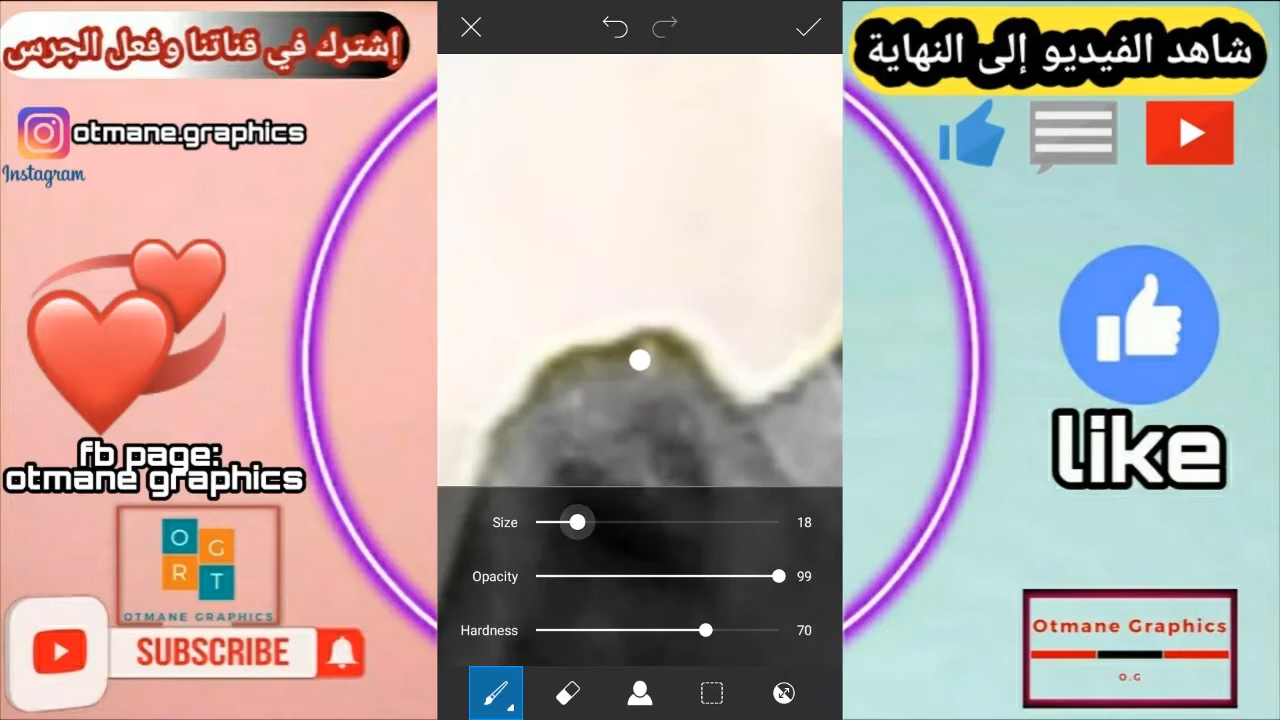 إشترك في قناتنا وفعل الجرس
otmane.graphics
Instagram
fb page:
otmane graphics
O G
R T
OTMANE GRAPHICS
SUBSCRIBE
Size 18
Opacity 99
Hardness 70
شاهد الفيديو إلى النهاية
like
Otmane Graphics
O.G